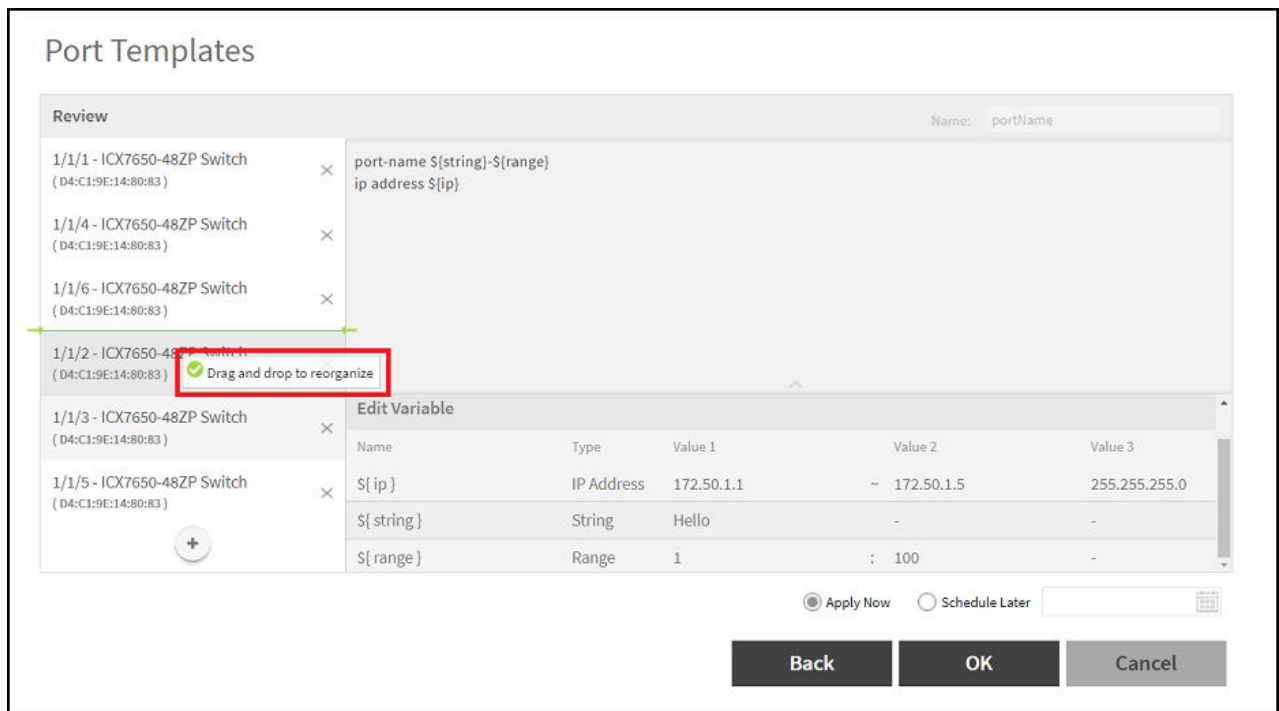 Port Templates
Review
Name: portName
1/1/1 - ICX7650-48ZP Switch
( D4:C1:9E:14:80:83 )
1/1/4 - ICX7650-48ZP Switch
( D4:C1:9E:14:80:83 )
1/1/6 - ICX7650-48ZP Switch
( D4:C1:9E:14:80:83 )
1/1/2 - ICX7650-48ZP Switch
( D4:C1:9E:14:80:83 )
Drag and drop to reorganize
1/1/3 - ICX7650-48ZP Switch
( D4:C1:9E:14:80:83 )
1/1/5 - ICX7650-48ZP Switch
( D4:C1:9E:14:80:83 )
+
port-name ${string}-${range}
ip address ${ip}
Edit Variable
Name Type Value 1 Value 2 Value 3
${ ip } IP Address 172.50.1.1 ~ 172.50.1.5 255.255.255.0
${ string } String Hello - -
${ range } Range 1 : 100 -
Apply Now Schedule Later
Back OK Cancel